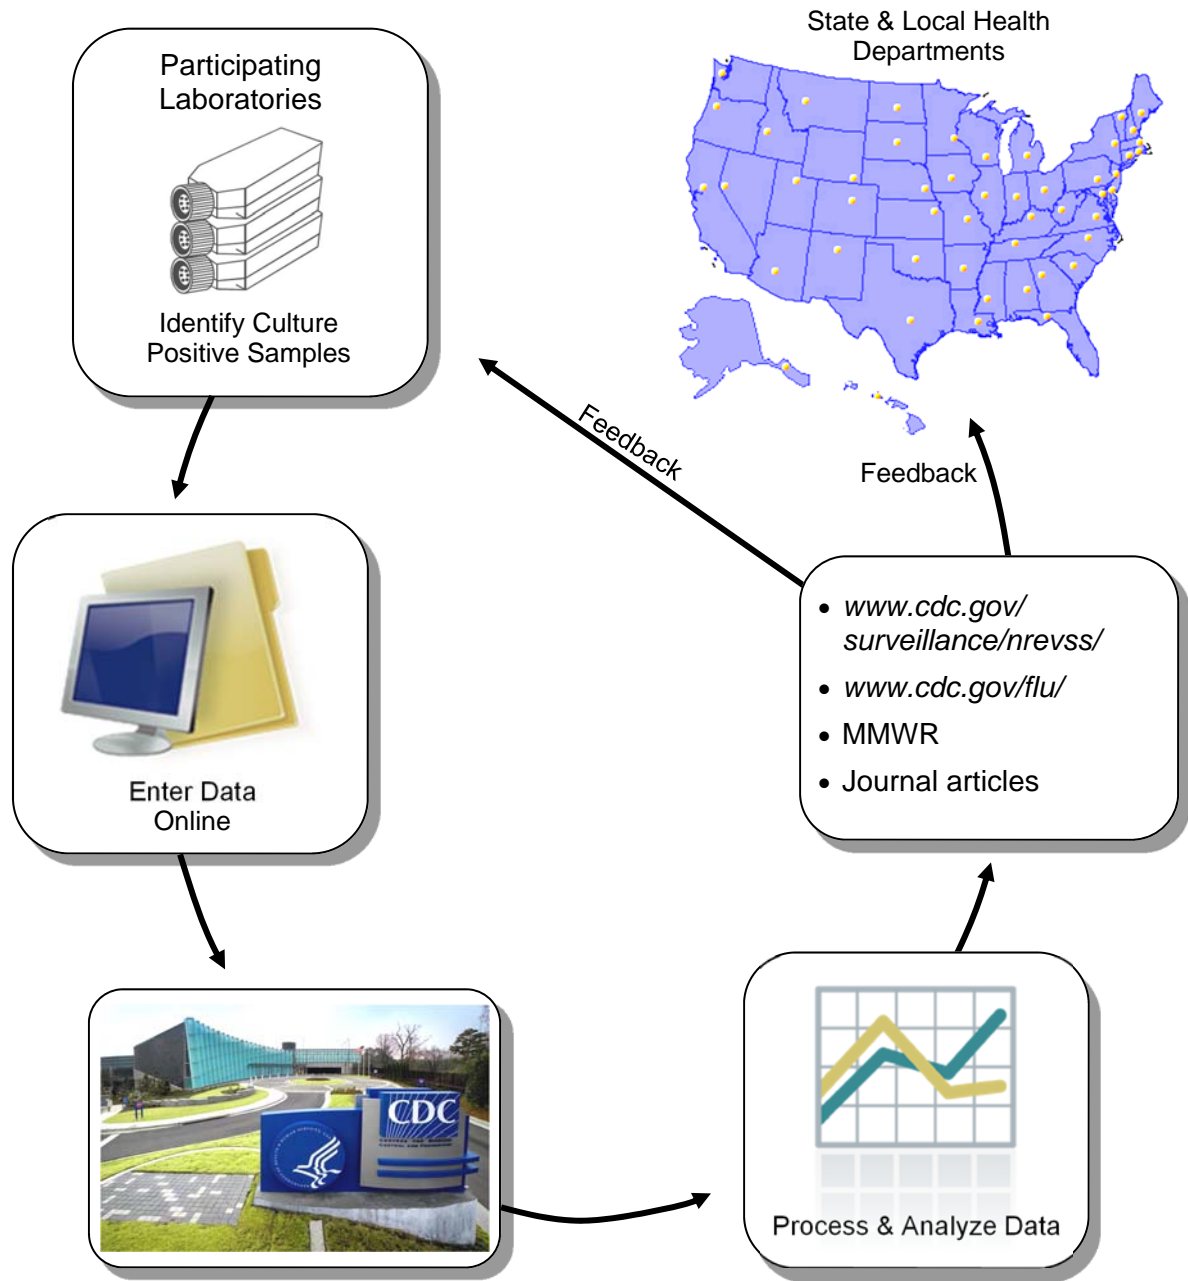 State & Local Health
Departments
Participating
Laboratories
Identify Culture
Positive Samples
Feedback
Feedback
Enter Data
Online
• www.cdc.gov/
surveillance/nrevss/
• www.cdc.gov/flu/
• MMWR
• Journal articles
CDC
Process & Analyze Data